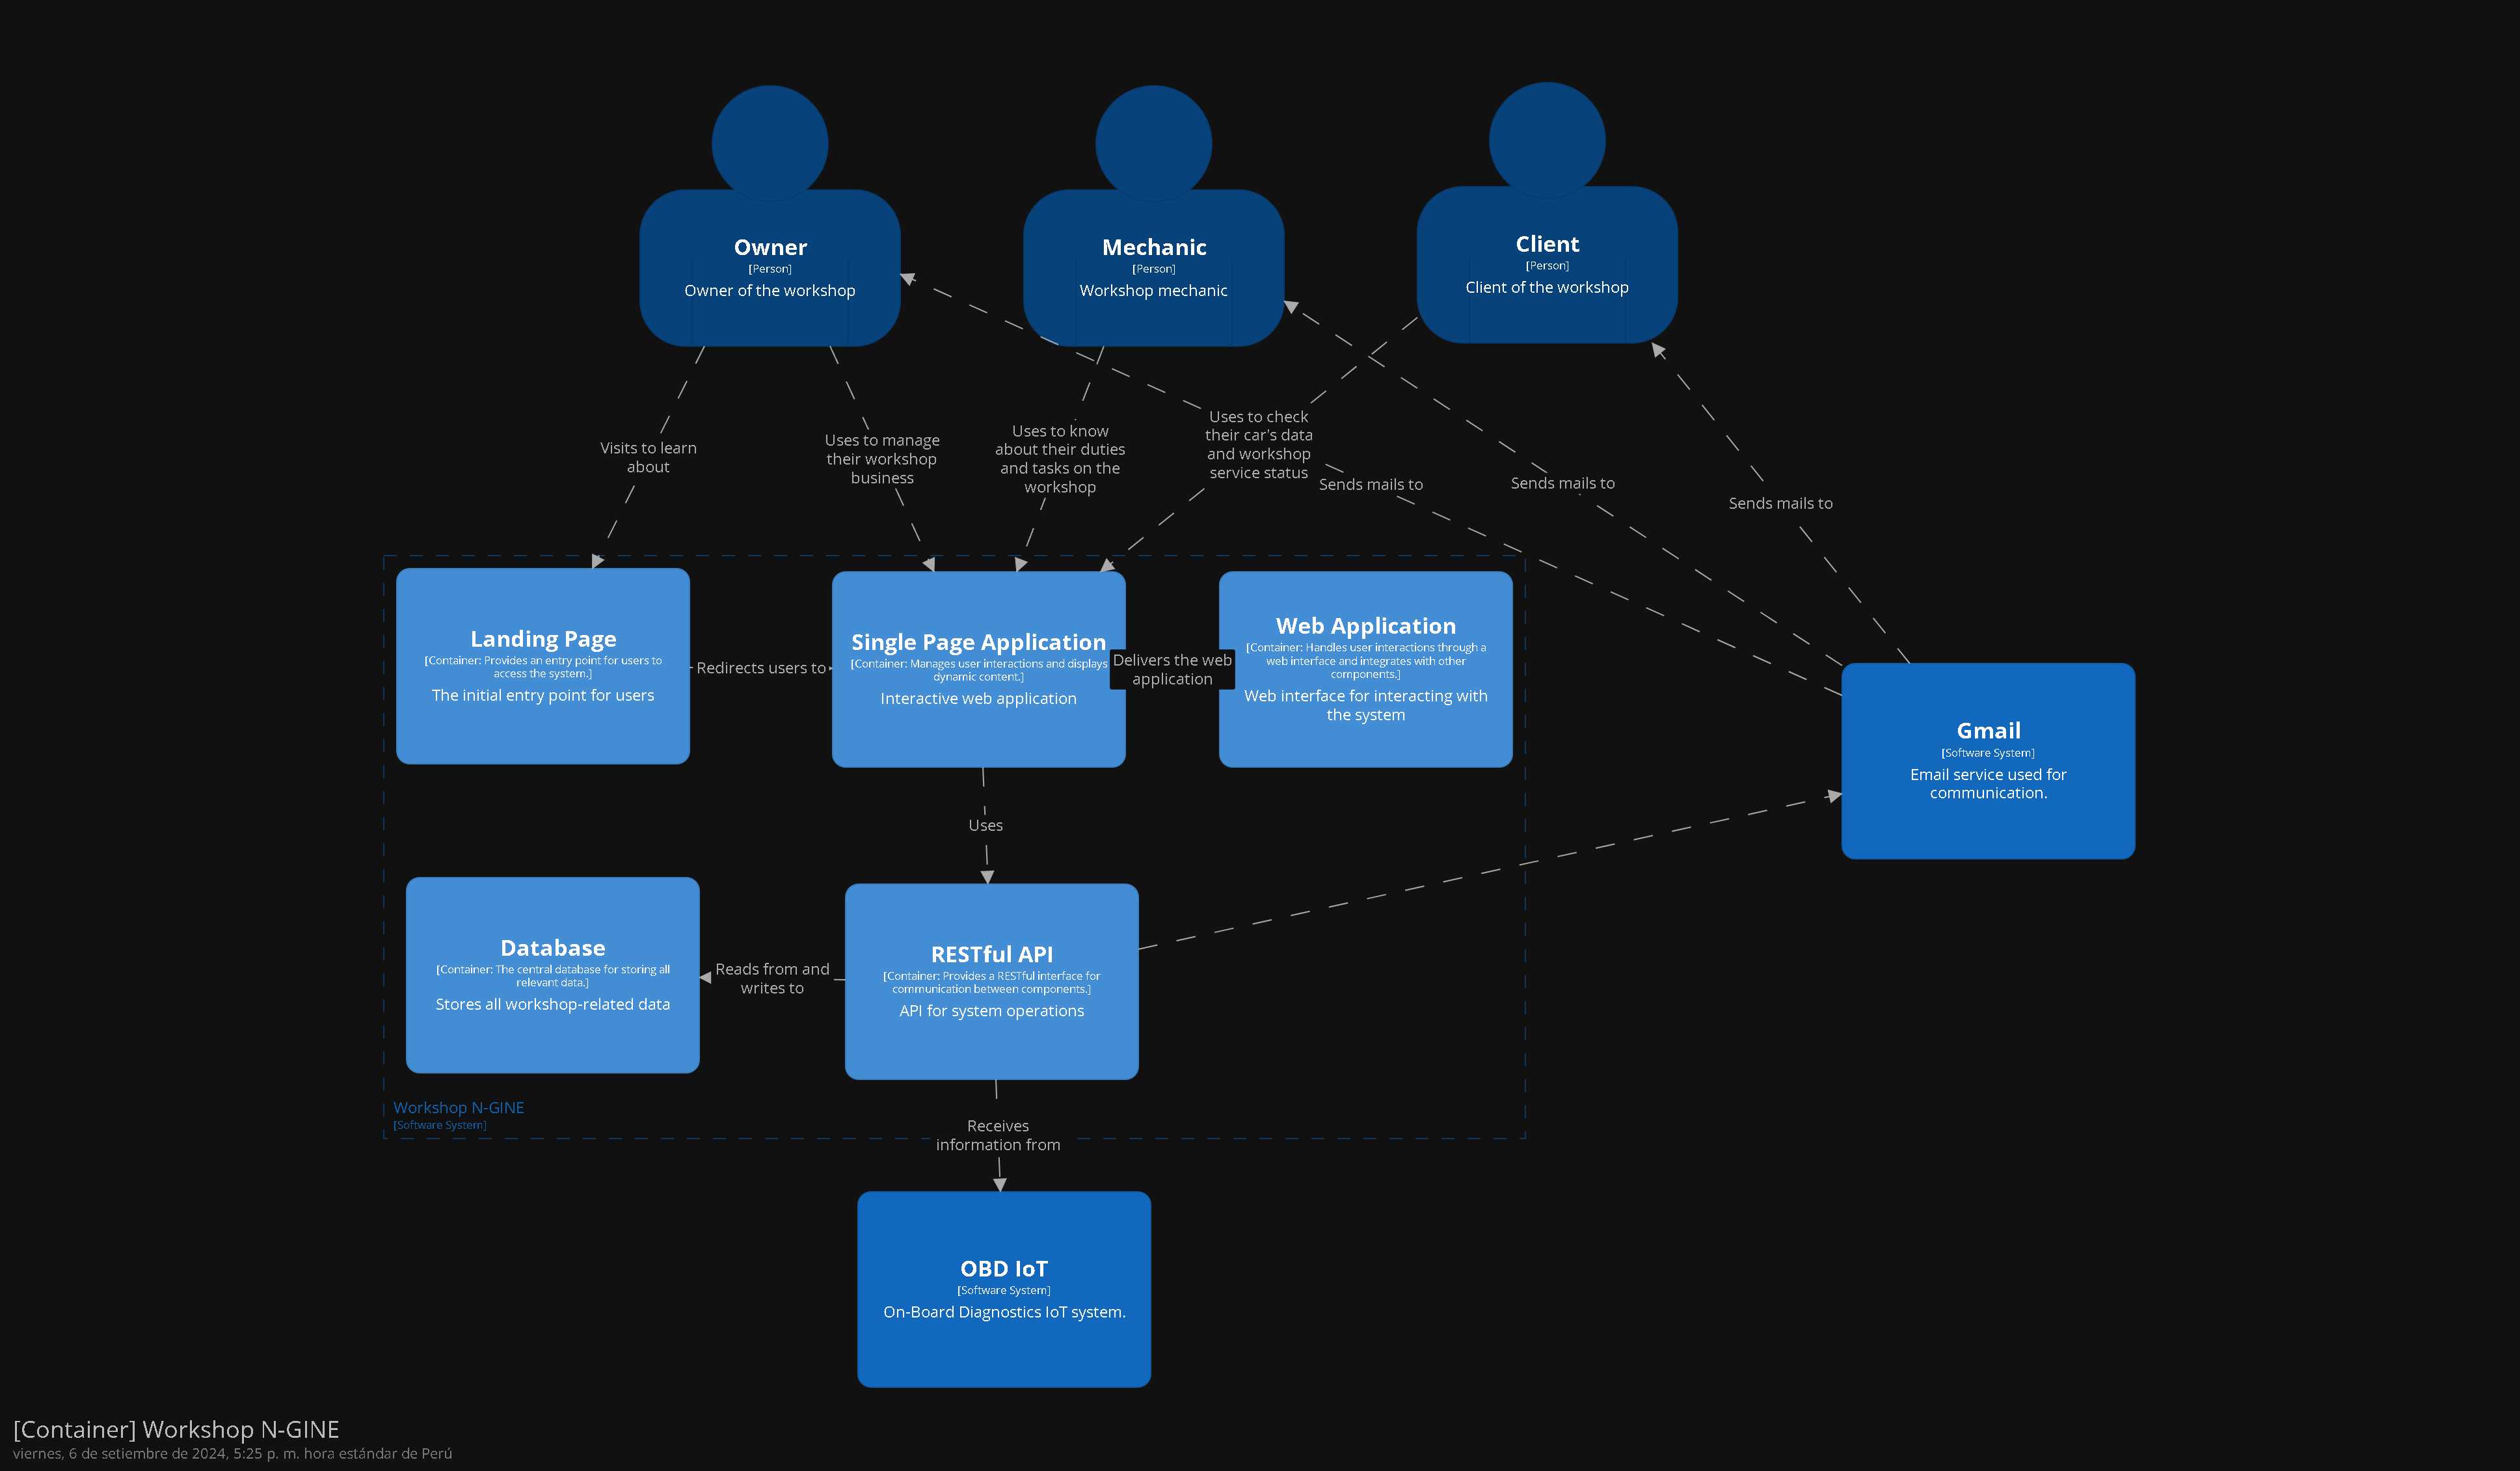 Owner
[Person]
Owner of the workshop
Mechanic
[Person]
Workshop mechanic
Client
[Person]
Client of the workshop
Visits to learn
about
Uses to manage
their workshop
business
Uses to know
about their duties
and tasks on the
workshop
Uses to check
their car's data
and workshop
service status
Sends mails to
Sends mails to
Sends mails to
Landing Page
[Container: Provides an entry point for users to
access the system.]
The initial entry point for users
Redirects users to
Single Page Application
[Container: Manages user interactions and displays
dynamic content.]
Interactive web application
Delivers the web
application
Web Application
[Container: Handles user interactions through a
web interface and integrates with other
components.]
Web interface for interacting with
the system
Gmail
[Software System]
Email service used for
communication.
Uses
Database
[Container: The central database for storing all
relevant data.]
Stores all workshop-related data
Reads from and
writes to
RESTful API
[Container: Provides a RESTful interface for
communication between components.]
API for system operations
Workshop N-GINE
[Software System]
Receives
information from
OBD IoT
[Software System]
On-Board Diagnostics IoT system.
[Container] Workshop N-GINE
viernes, 6 de setiembre de 2024, 5:25 p. m. hora estándar de Perú